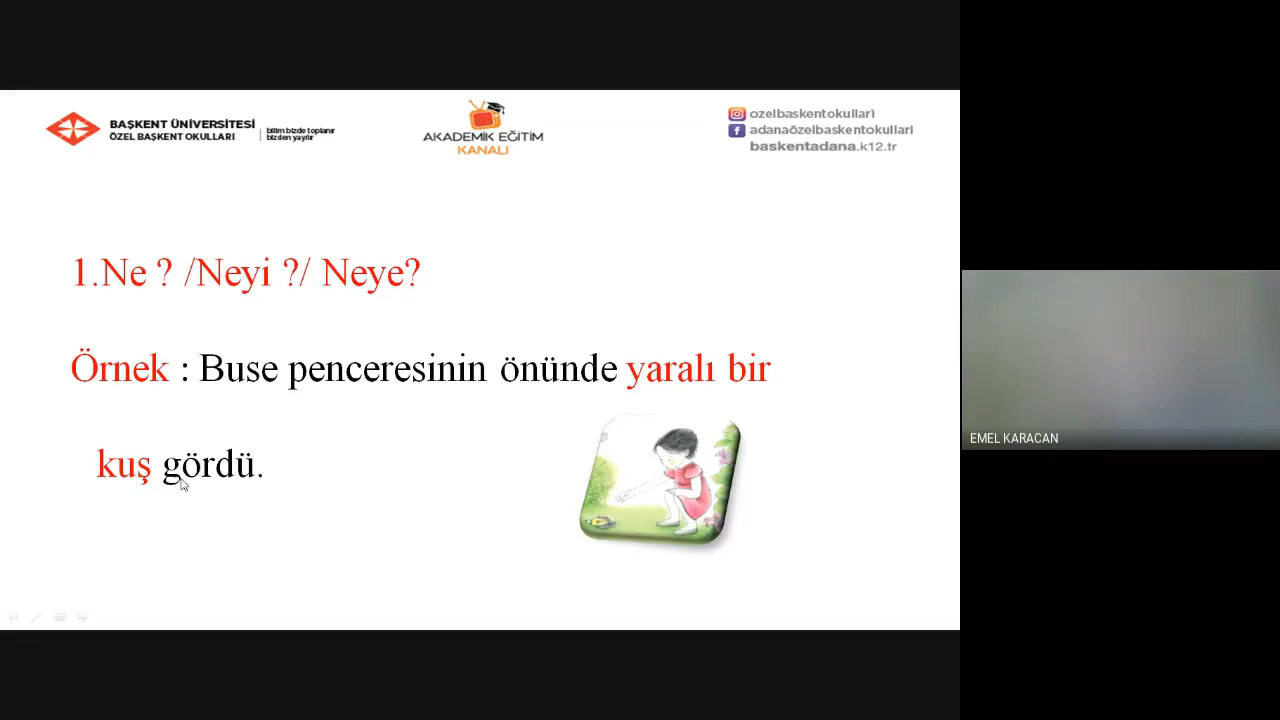 BAŞKENT ÜNİVERSİTESİ
ÖZEL BAŞKENT OKULLARI
bilim bizde toplanır
bizden yayılır
AKADEMİK EĞİTİM
KANALI
ozelbaskentokullari
adanaözelbaskentokullari
baskentadana.k12.tr
1.Ne ? /Neyi ?/ Neye?
Örnek : Buse penceresinin önünde yaralı bir
kuş gördü.
EMEL KARACAN